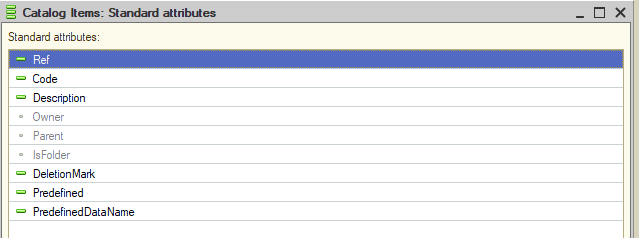 Catalog Items: Standard attributes
Standard attributes:
Ref
Code
Description
Owner
Parent
IsFolder
DeletionMark
Predefined
PredefinedDataName